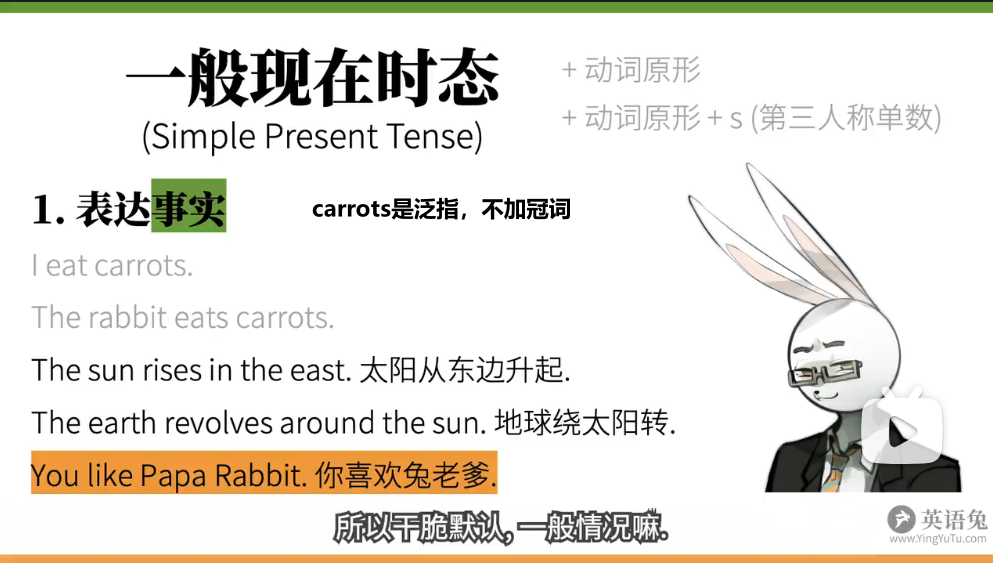 一般现在时态
(Simple Present Tense)
+ 动词原形
+ 动词原形 + s (第三人称单数)
1. 表达事实
carrots是泛指，不加冠词
I eat carrots.
The rabbit eats carrots.
The sun rises in the east. 太阳从东边升起.
The earth revolves around the sun. 地球绕太阳转.
You like Papa Rabbit. 你喜欢兔老爹.
所以干脆默认, 一般情况嘛.
英语兔
www.YingYuTu.com